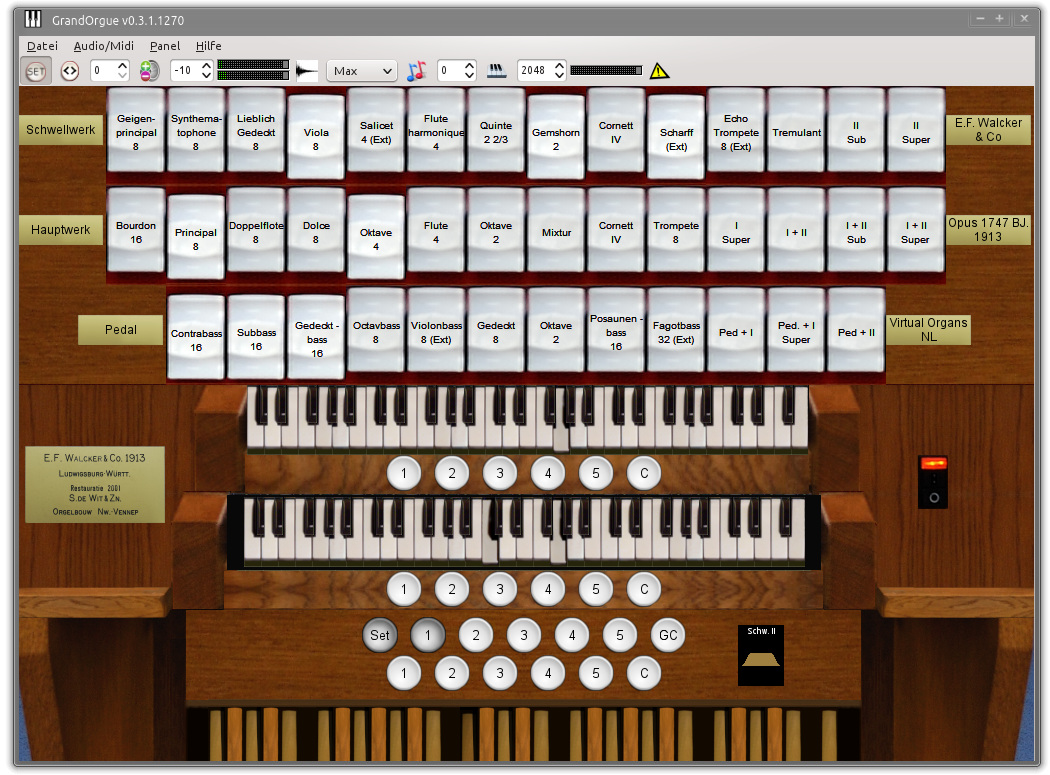 GrandOrgue v0.3.1.1270
Datei Audio/Midi Panel Hilfe
SET 0 -10 Max 0 2048
Schwellwerk
Geigen-
principal
8
Synthema-
tophone
8
Lieblich
Gedeckt
8
Viola
8
Salicet
4 (Ext)
Flute
harmonique
4
Quinte
2 2/3
Gemshorn
2
Cornett
IV
Scharff
(Ext)
Echo
Trompete
8 (Ext)
Tremulant
II
Sub
II
Super
E.F. Walcker
& Co
Hauptwerk
Bourdon
16
Principal
8
Doppelflote
8
Dolce
8
Oktave
4
Flute
4
Oktave
2
Mixtur
Cornett
IV
Trompete
8
I
Super
I + II
I + II
Sub
I + II
Super
Opus 1747 BJ.
1913
Pedal
Contrabass
16
Subbass
16
Gedeckt -
bass
16
Octavbass
8
Violonbass
8 (Ext)
Gedeckt
8
Oktave
2
Posaunen -
bass
16
Fagotbass
32 (Ext)
Ped + I
Ped. + I
Super
Ped + II
Virtual Organs
NL
E.F. Walcker & Co. 1913
Ludwigsburg-Württ.
Restauratie 2001
S.de Wit & Zn.
Orgelbouw Nw.-Vennep
1 2 3 4 5 C
1 2 3 4 5 C
Set 1 2 3 4 5 GC
Schw. II
1 2 3 4 5 C